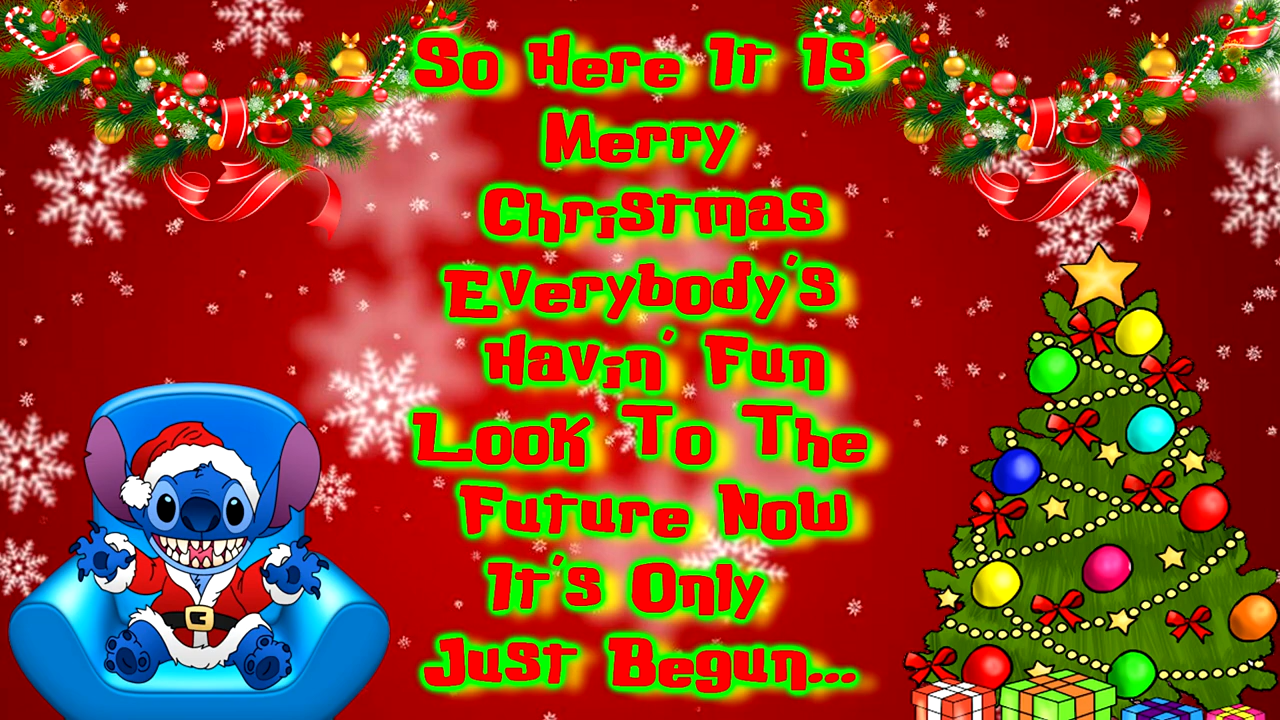 So Here It Is
Merry
Christmas
Everybody's
Havin' Fun
Look To The
Future Now
It's Only
Just Begun...